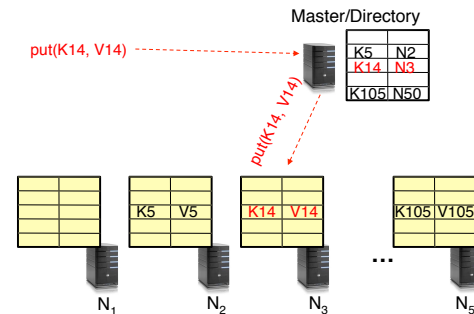 Master/Directory
put(K14, V14)
K5 N2
K14 N3
K105 N50
put(K14, V14)
K5 V5
K14 V14
K105 V105
...
N1
N2
N3
N5